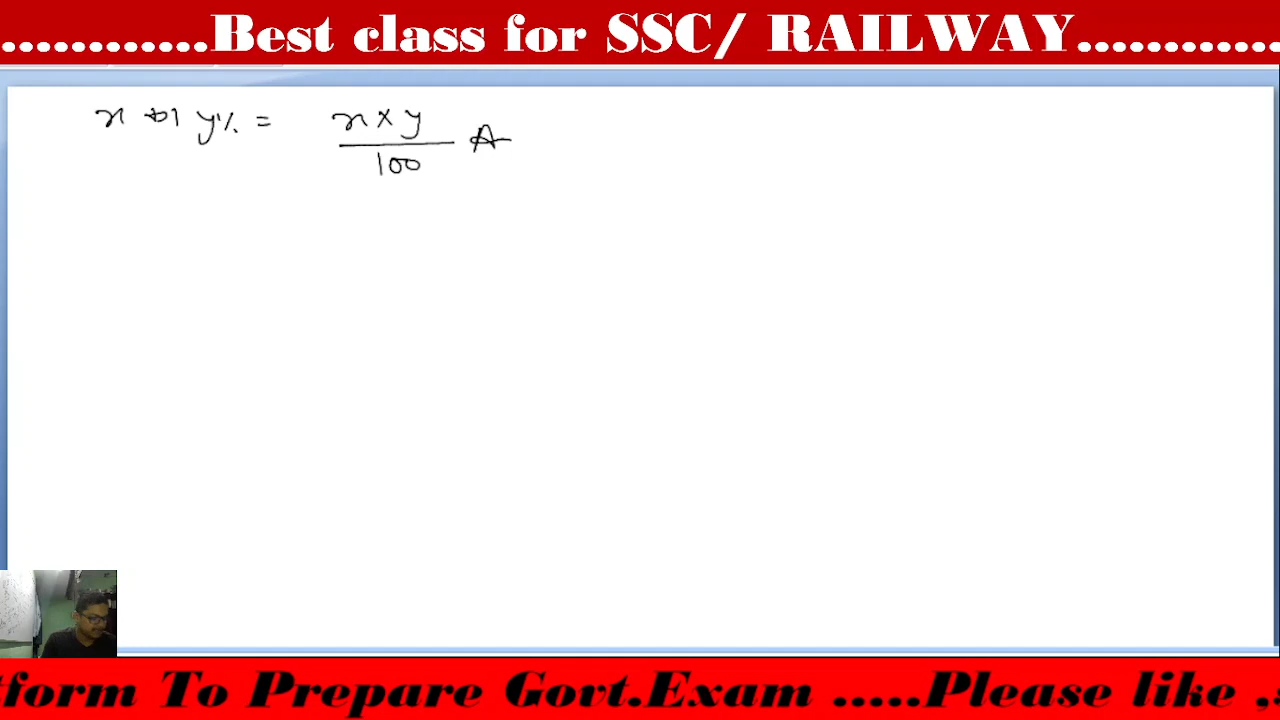 ............Best class for SSC/ RAILWAY............
x का y% = x × y
100
tform To Prepare Govt.Exam .....Please like ,